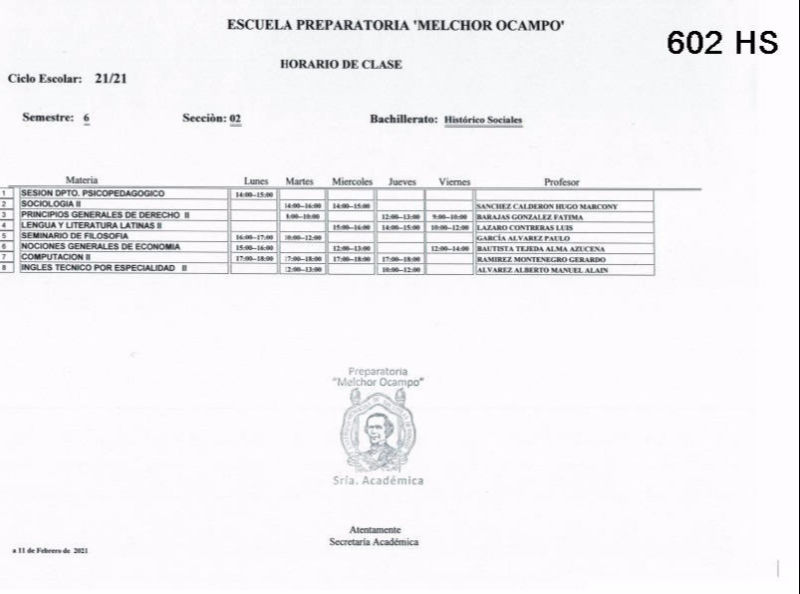 ESCUELA PREPARATORIA 'MELCHOR OCAMPO'
602 HS
HORARIO DE CLASE
Ciclo Escolar: 21/21
Semestre: 6 Secciòn: 02 Bachillerato: Histórico Sociales
Materia Lunes Martes Miercoles Jueves Viernes Profesor
1 SESION DPTO. PSICOPEDAGOGICO 14:00--15:00
2 SOCIOLOGIA II 14:00--16:00 14:00--15:00 SANCHEZ CALDERON HUGO MARCONY
3 PRINCIPIOS GENERALES DE DERECHO II 8:00--10:00 12:00--13:00 9:00--10:00 BARAJAS GONZALEZ FATIMA
4 LENGUA Y LITERATURA LATINAS II 15:00--16:00 14:00--15:00 10:00--12:00 LAZARO CONTRERAS LUIS
5 SEMINARIO DE FILOSOFIA 16:00--17:00 10:00--12:00 GARCÍA ALVAREZ PAULO
6 NOCIONES GENERALES DE ECONOMIA 15:00--16:00 12:00--13:00 12:00--14:00 BAUTISTA TEJEDA ALMA AZUCENA
7 COMPUTACION II 17:00--18:00 17:00--18:00 17:00--18:00 17:00--18:00 RAMIREZ MONTENEGRO GERARDO
8 INGLES TECNICO POR ESPECIALIDAD II 12:00--13:00 10:00--12:00 ALVAREZ ALBERTO MANUEL ALAIN
Preparatoria
"Melchor Ocampo"
Sría. Académica
Atentamente
Secretaría Académica
a 11 de Febrero de 2021